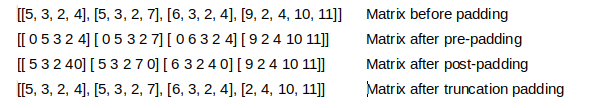 [[5, 3, 2, 4], [5, 3, 2, 7], [6, 3, 2, 4], [9, 2, 4, 10, 11]] Matrix before padding
[[ 0 5 3 2 4] [ 0 5 3 2 7] [ 0 6 3 2 4] [ 9 2 4 10 11]] Matrix after pre-padding
[[ 5 3 2 40] [ 5 3 2 7 0] [ 6 3 2 4 0] [ 9 2 4 10 11]] Matrix after post-padding
[[5, 3, 2, 4], [5, 3, 2, 7], [6, 3, 2, 4], [2, 4, 10, 11]] Matrix after truncation padding